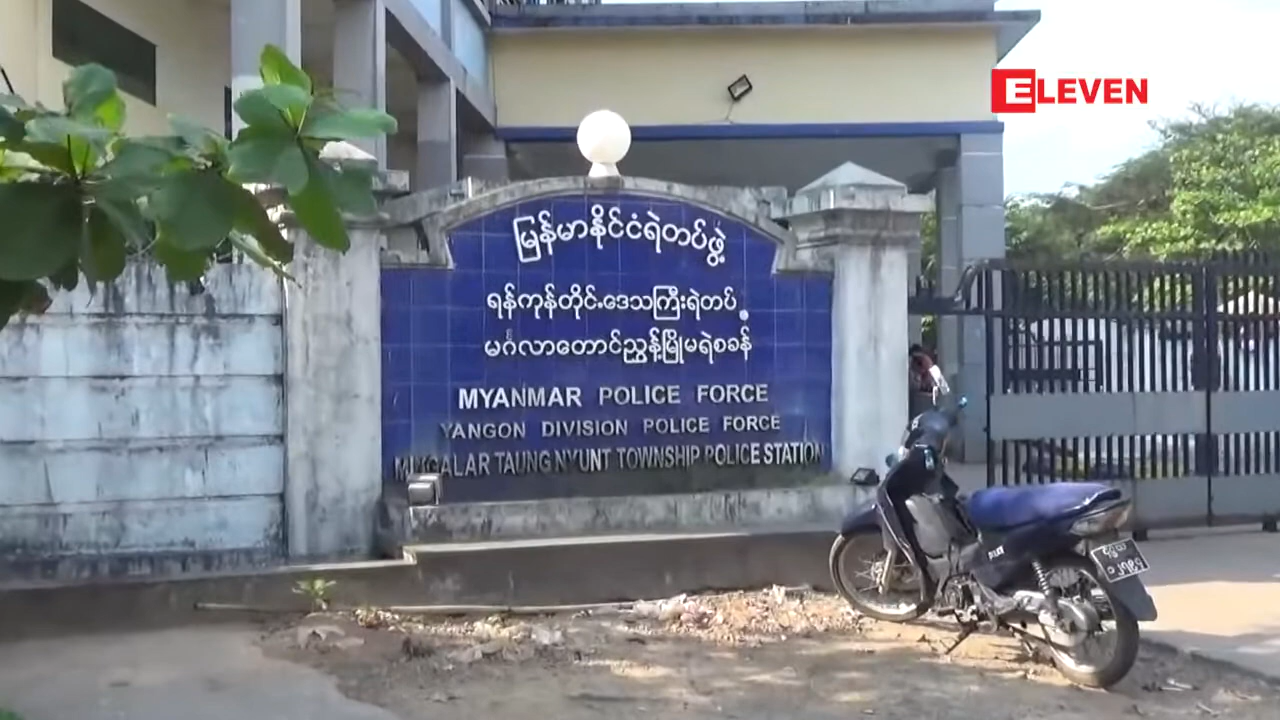 ELEVEN
မြန်မာနိုင်ငံရဲတပ်ဖွဲ့
ရန်ကုန်တိုင်းဒေသကြီးရဲတပ်
မင်္ဂလာတောင်ညွန့်မြို့မရဲစခန်း
MYANMAR POLICE FORCE
YANGON DIVISION POLICE FORCE
TAUNG NYUNT TOWNSHIP POLICE STATION